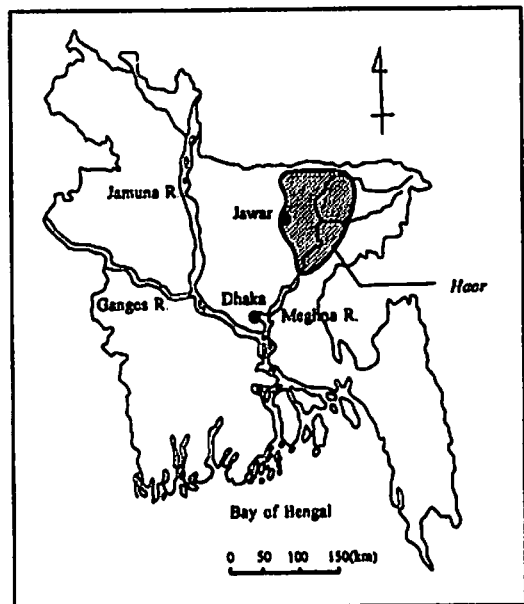 Jamuna R.
Jawar
Haor
Ganges R.
Dhaka
Meghna R.
Bay of Hengal
0 50 100 150(km)